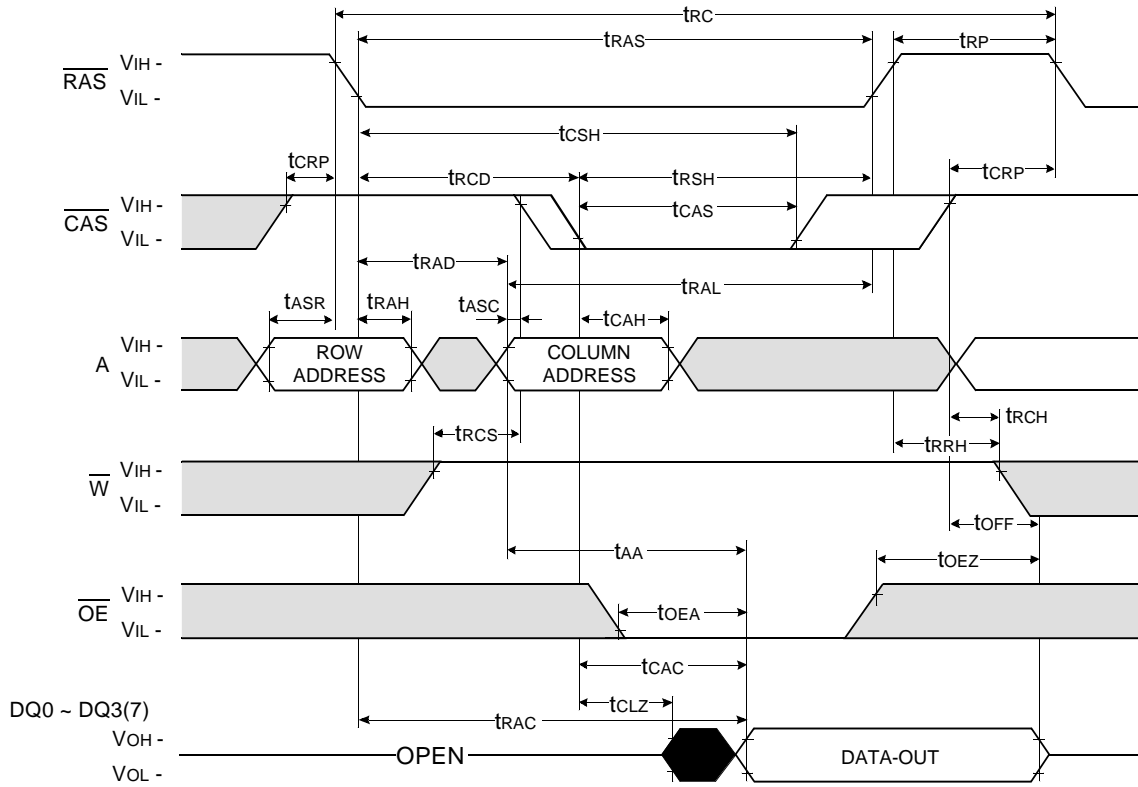 tRC
tRAS
tRP
RAS
VIH -
VIL -
tCSH
tCRP
tRCD
tRSH
tCRP
CAS
VIH -
VIL -
tCAS
tRAD
tRAL
tASR
tRAH
tASC
tCAH
A
VIH -
VIL -
ROW
ADDRESS
COLUMN
ADDRESS
tRCH
tRCS
tRRH
W
VIH -
VIL -
tOFF
tAA
tOEZ
OE
VIH -
VIL -
tOEA
tCAC
tCLZ
DQ0 ~ DQ3(7)
tRAC
VOH -
VOL -
OPEN
DATA-OUT